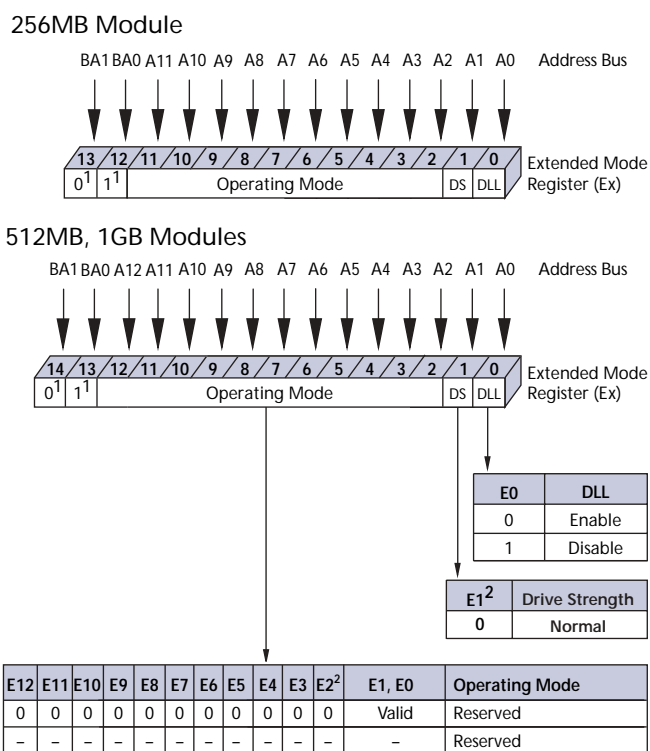 256MB Module
BA1 BA0 A11 A10 A9 A8 A7 A6 A5 A4 A3 A2 A1 A0 Address Bus
13 12 11 10 9 8 7 6 5 4 3 2 1 0 Extended Mode
0¹ 1¹ Operating Mode DS DLL Register (Ex)
512MB, 1GB Modules
BA1 BA0 A12 A11 A10 A9 A8 A7 A6 A5 A4 A3 A2 A1 A0 Address Bus
14 13 12 11 10 9 8 7 6 5 4 3 2 1 0 Extended Mode
0¹ 1¹ Operating Mode DS DLL Register (Ex)
E0 DLL
0 Enable
1 Disable
E1² Drive Strength
0 Normal
E12 E11 E10 E9 E8 E7 E6 E5 E4 E3 E2² E1, E0 Operating Mode
0 0 0 0 0 0 0 0 0 0 0 Valid Reserved
– – – – – – – – – – – – Reserved